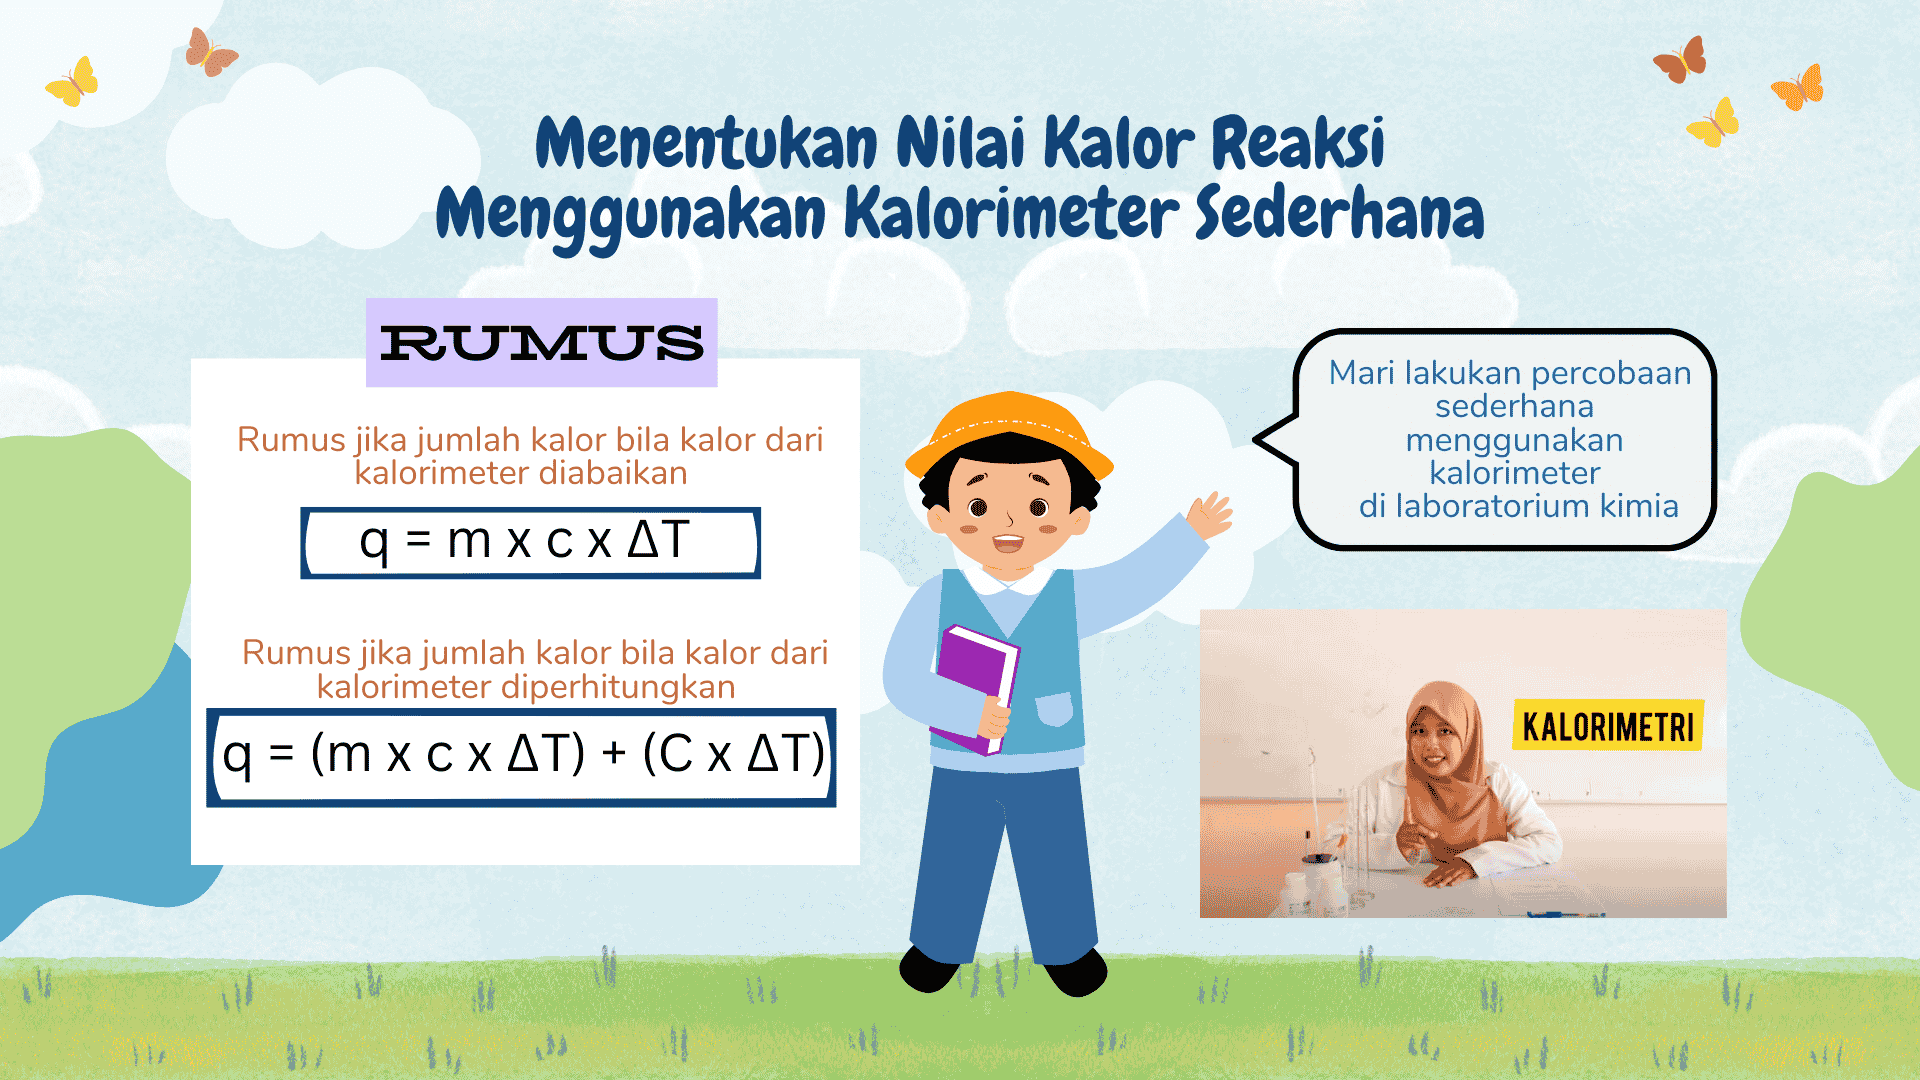 Menentukan Nilai Kalor Reaksi
Menggunakan Kalorimeter Sederhana
RUMUS
Rumus jika jumlah kalor bila kalor dari
kalorimeter diabaikan
q = m x c x ΔT
Rumus jika jumlah kalor bila kalor dari
kalorimeter diperhitungkan
q = (m x c x ΔT) + (C x ΔT)
Mari lakukan percobaan
sederhana
menggunakan
kalorimeter
di laboratorium kimia
KALORIMETRI